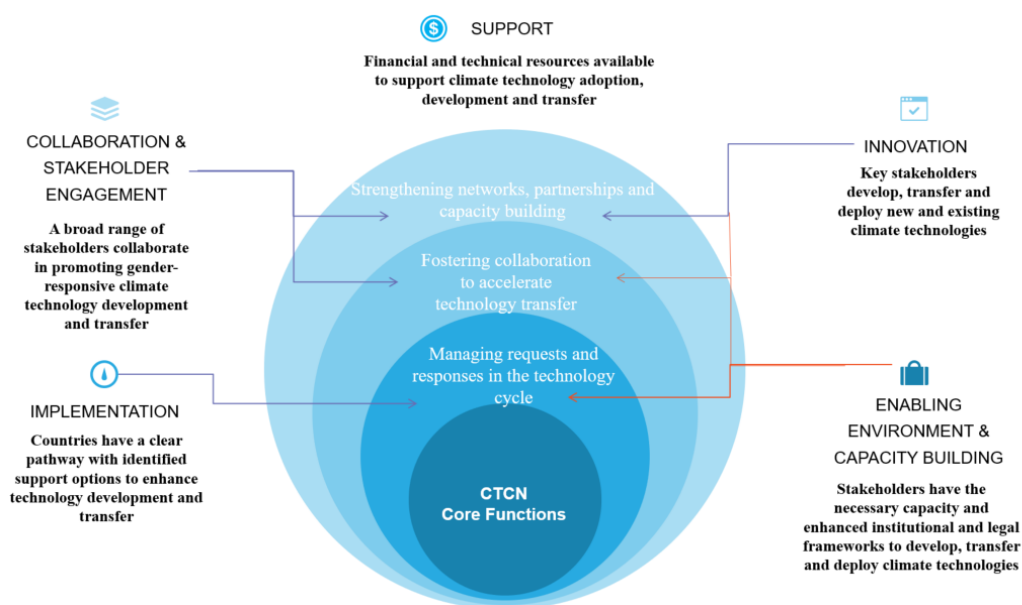 SUPPORT
Financial and technical resources available
to support climate technology adoption,
development and transfer
COLLABORATION &
STAKEHOLDER
ENGAGEMENT
A broad range of
stakeholders collaborate
in promoting gender-
responsive climate
technology development
and transfer
IMPLEMENTATION
Countries have a clear
pathway with identified
support options to enhance
technology development and
transfer
Strengthening networks, partnerships and
capacity building
Fostering collaboration
to accelerate
technology transfer
Managing requests and
responses in the technology
cycle
CTCN
Core Functions
INNOVATION
Key stakeholders
develop, transfer and
deploy new and existing
climate technologies
ENABLING
ENVIRONMENT &
CAPACITY BUILDING
Stakeholders have the
necessary capacity and
enhanced institutional and legal
frameworks to develop, transfer
and deploy climate technologies